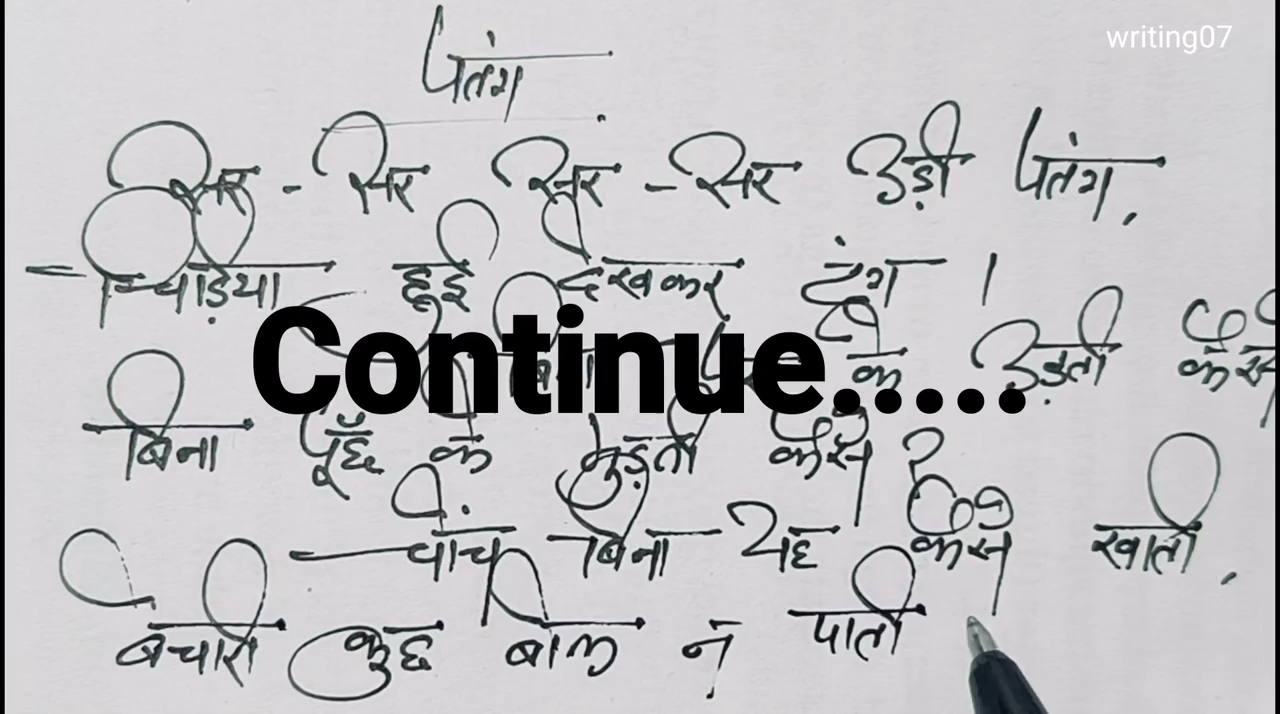 writing07
पतंग
सर-सर सर-सर उड़ी पतंग,
चिड़िया हुई देखकर दंग ।
बिना के उड़ती कैसे
Continue.....
बिना पूँछ के मुड़ती कैसे ?
चोंच बिना यह कैसे खाती,
बेचारी कुछ बोल न पाती